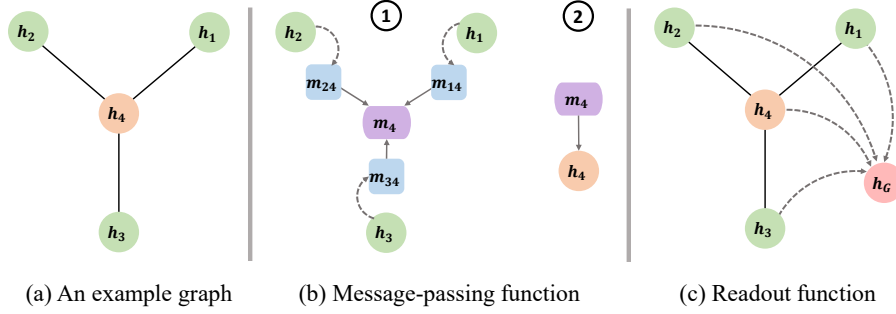 1
2
h₂
h₁
h₄
h₃
h₂
h₁
m₂₄
m₁₄
m₄
m₃₄
h₃
m₄
h₄
h₂
h₁
h₄
h_G
h₃
(a) An example graph
(b) Message-passing function
(c) Readout function